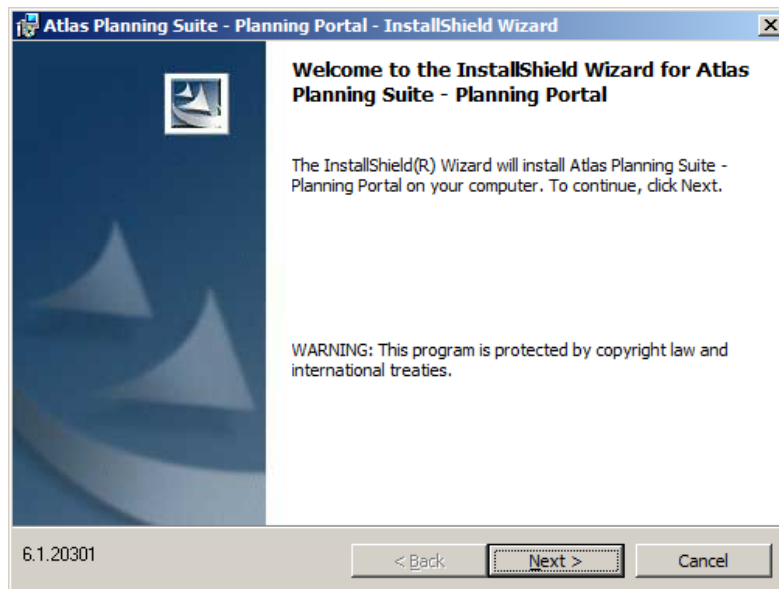 Atlas Planning Suite - Planning Portal - InstallShield Wizard
Welcome to the InstallShield Wizard for Atlas
Planning Suite - Planning Portal
The InstallShield(R) Wizard will install Atlas Planning Suite -
Planning Portal on your computer. To continue, click Next.
WARNING: This program is protected by copyright law and
international treaties.
6.1.20301
< Back
Next >
Cancel